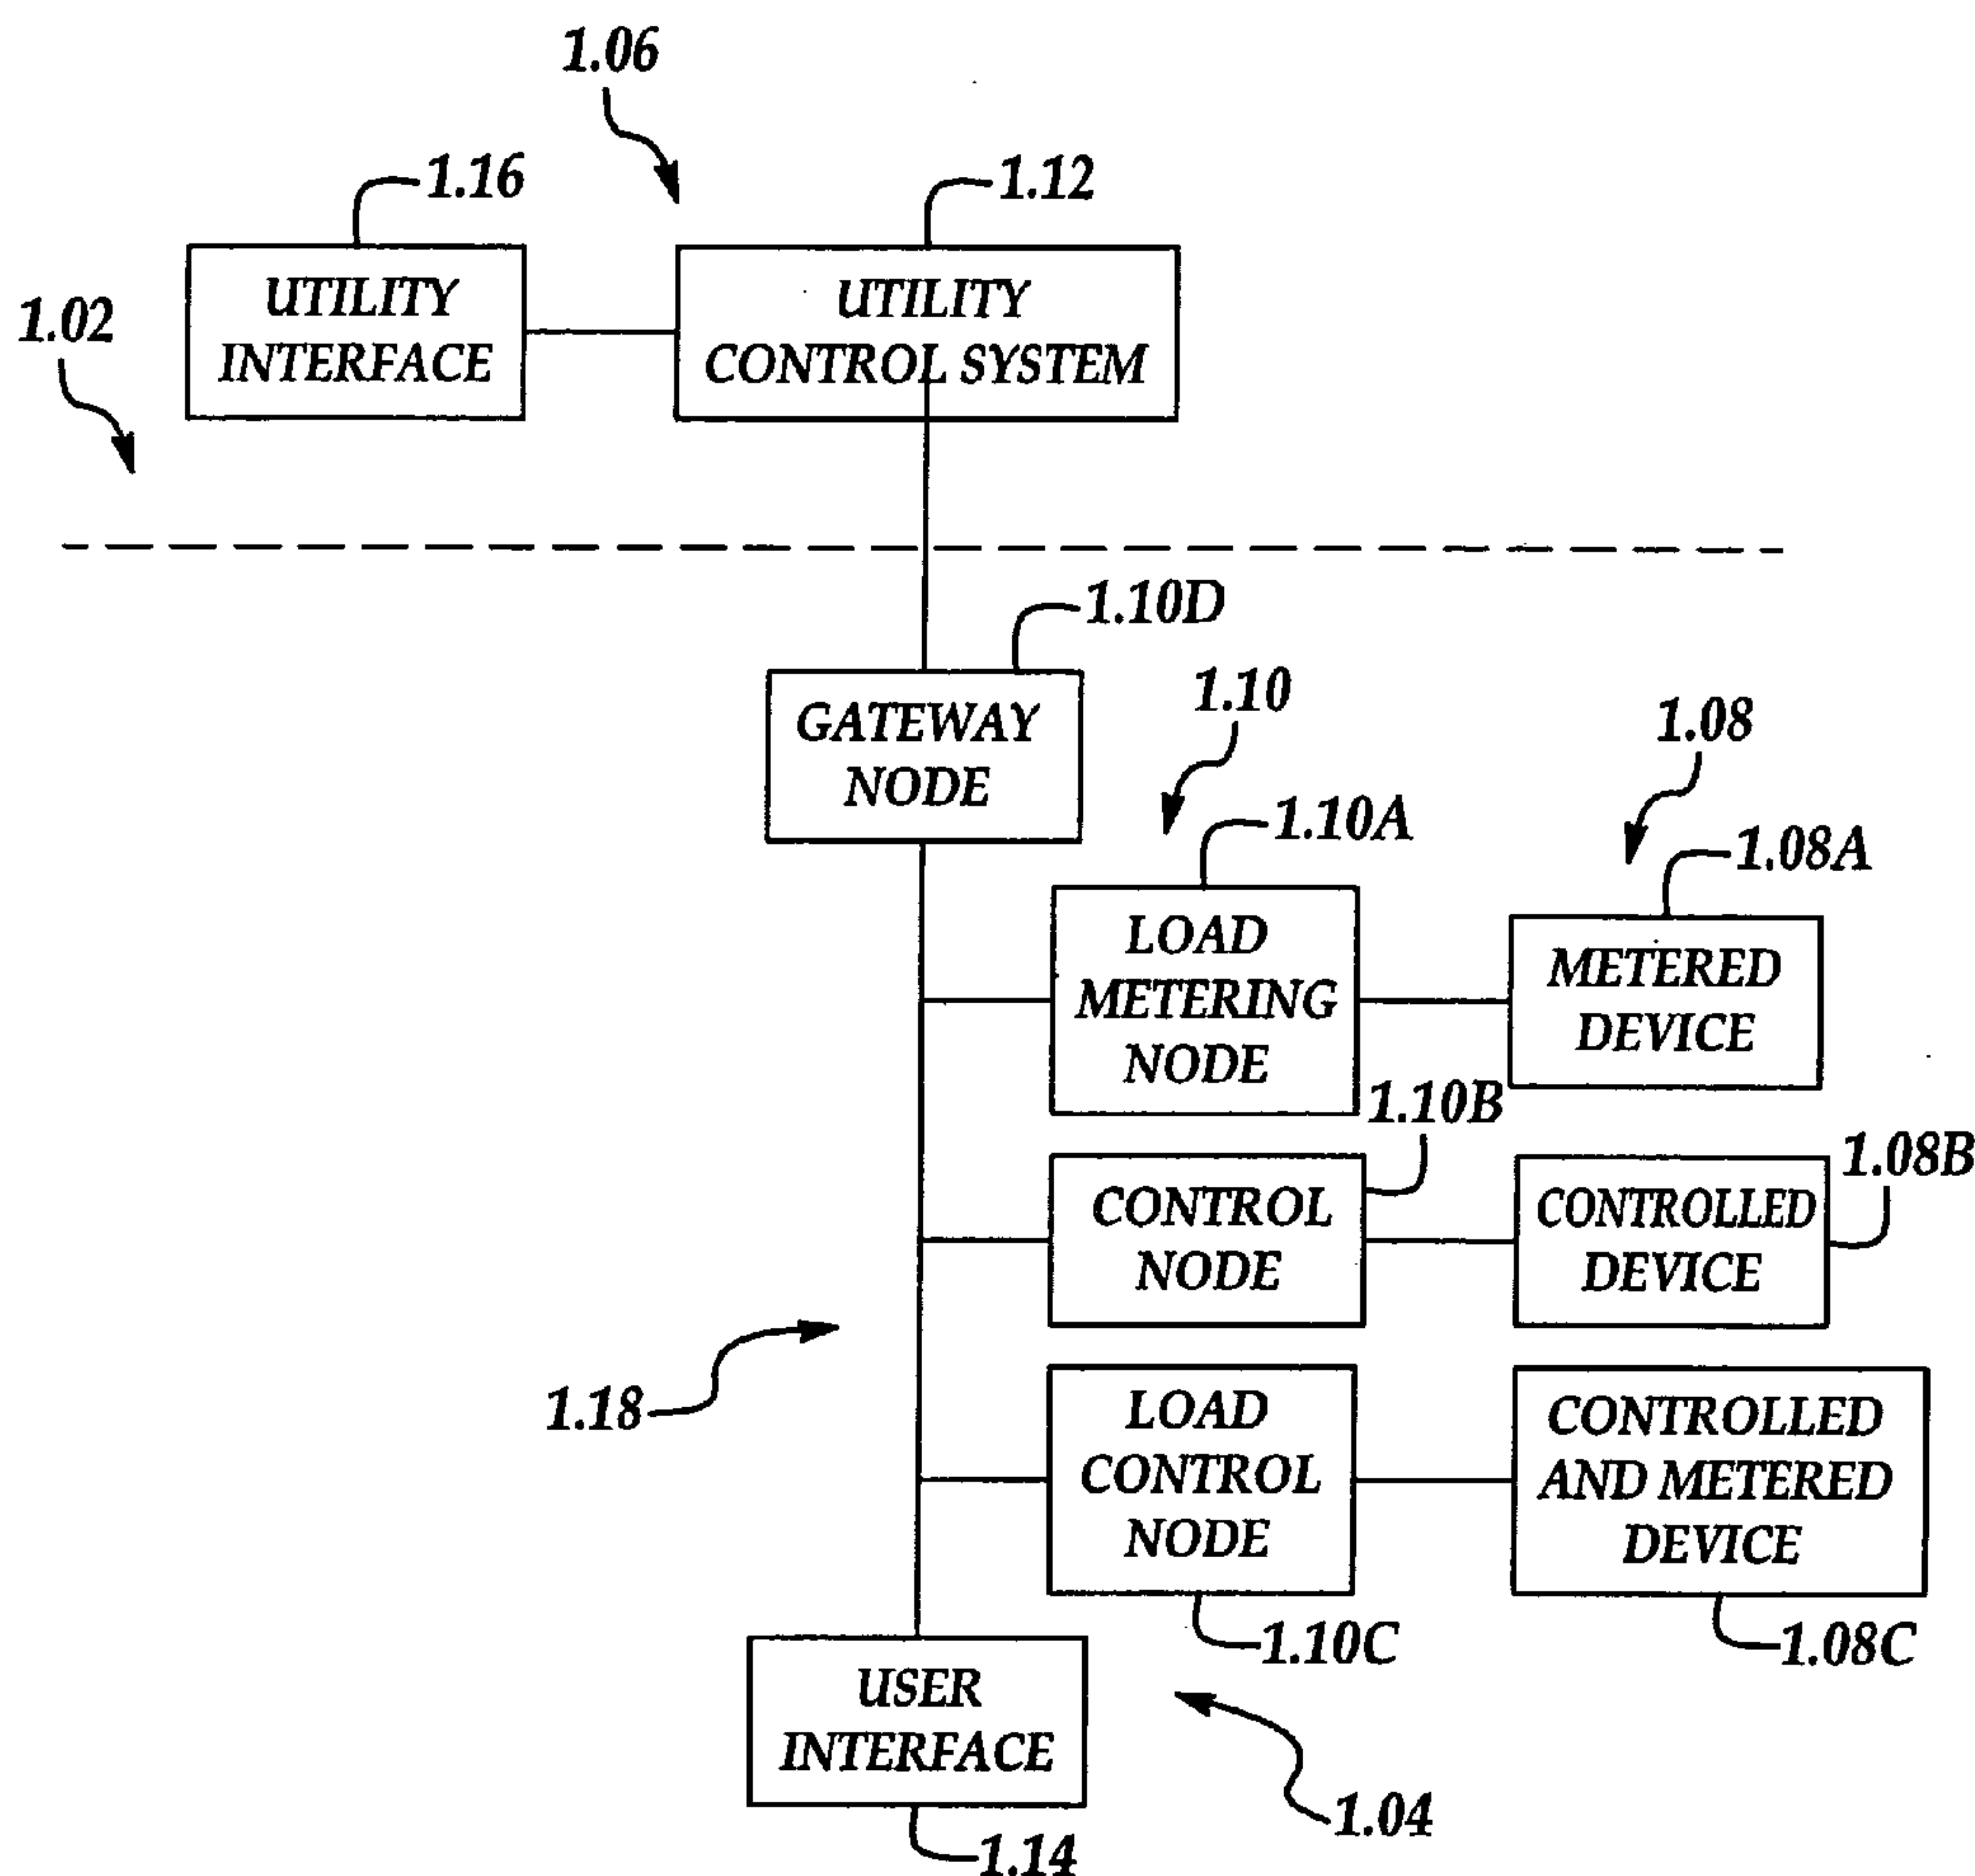 1.06
1.16
1.12
UTILITY
INTERFACE
UTILITY
CONTROL SYSTEM
1.02
1.10D
GATEWAY
NODE
1.10
1.08
1.10A
1.08A
LOAD
METERING
NODE
METERED
DEVICE
1.10B
1.08B
CONTROL
NODE
CONTROLLED
DEVICE
1.18
LOAD
CONTROL
NODE
CONTROLLED
AND METERED
DEVICE
1.10C
1.08C
USER
INTERFACE
1.04
1.14